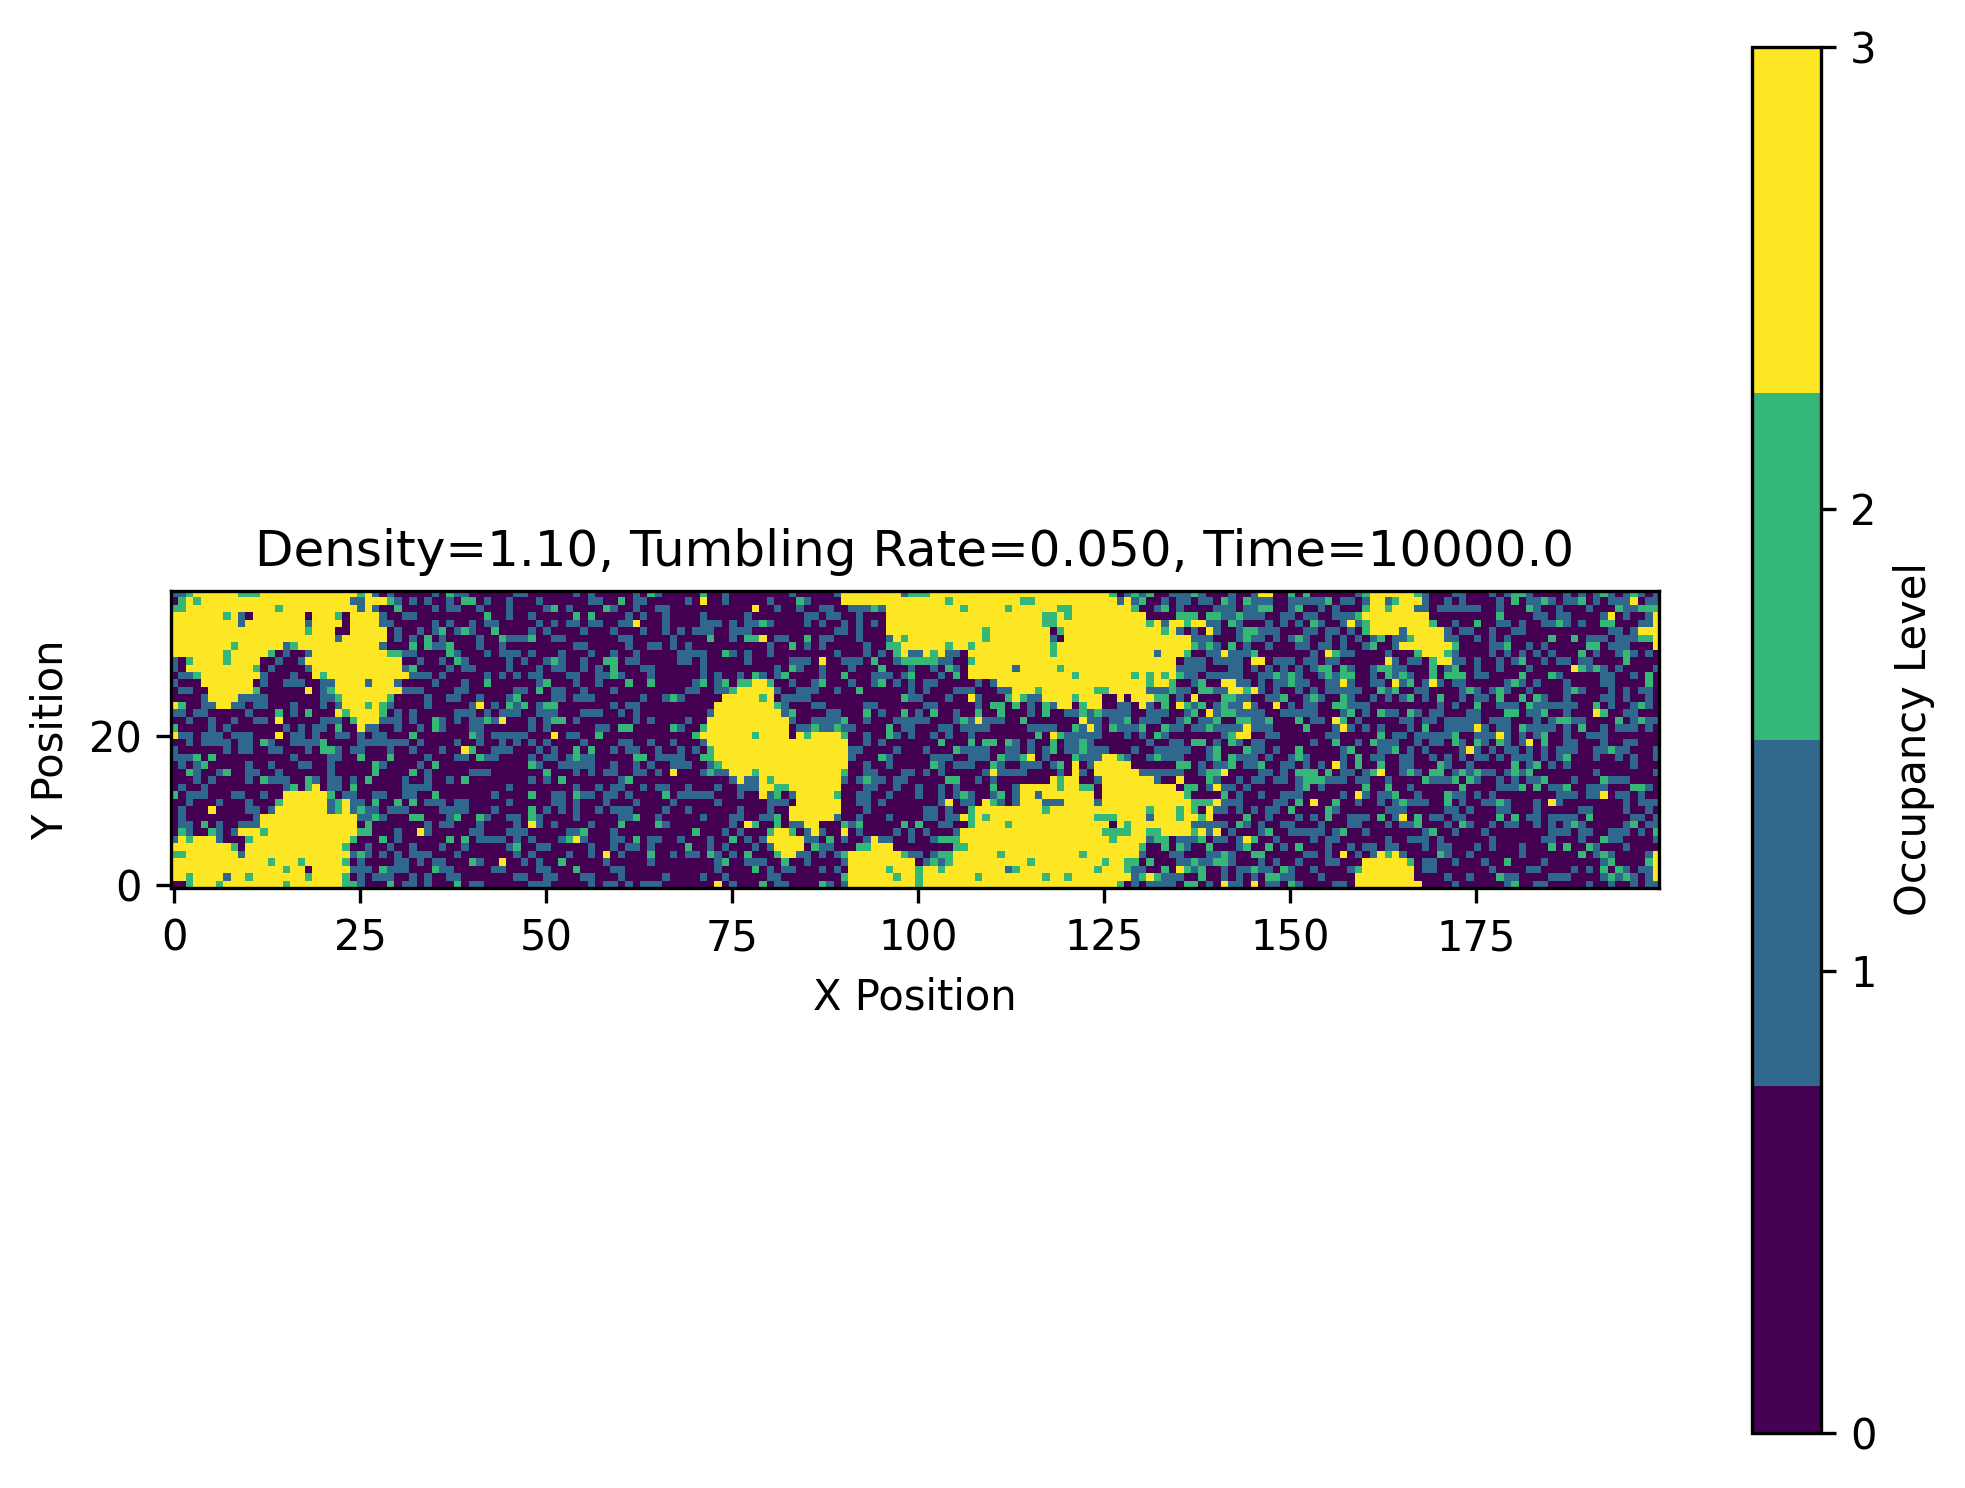 Density=1.10, Tumbling Rate=0.050, Time=10000.0
Y Position
20
0
0 25 50 75 100 125 150 175
X Position
3
2
1
0
Occupancy Level